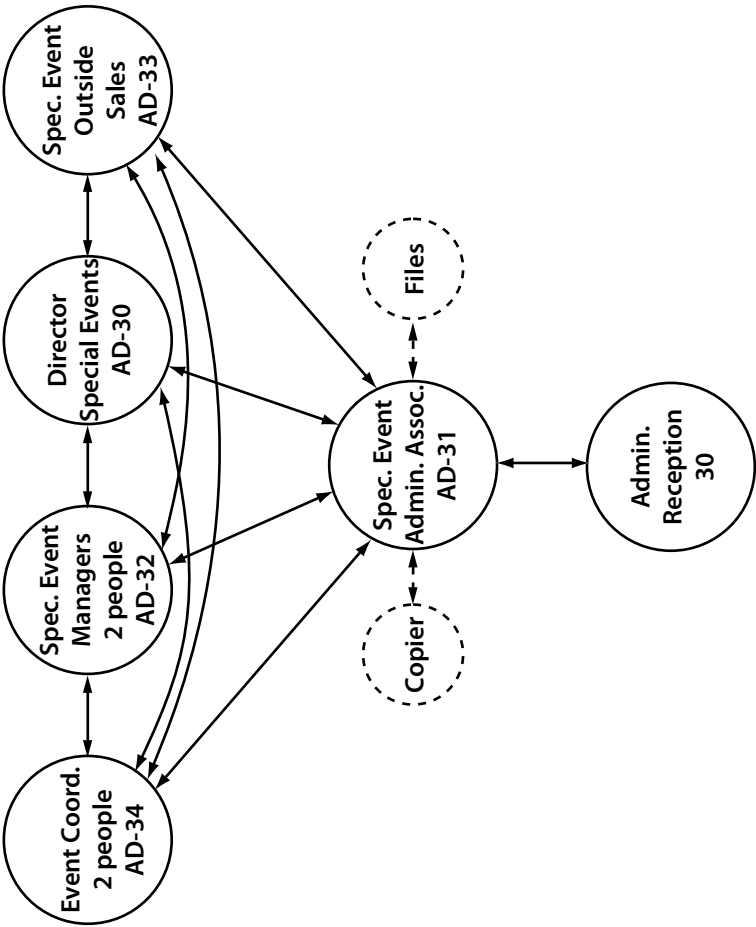 Event Coord.
2 people
AD-34
Spec. Event
Managers
2 people
AD-32
Director
Special Events
AD-30
Spec. Event
Outside
Sales
AD-33
Copier
Spec. Event
Admin. Assoc.
AD-31
Files
Admin.
Reception
30